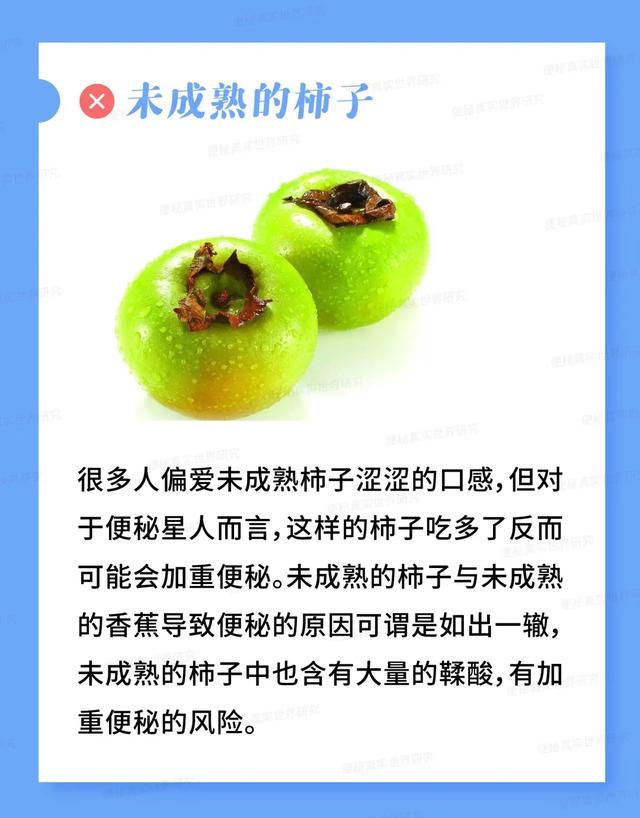 未成熟的柿子
很多人偏爱未成熟柿子涩涩的口感,但对
于便秘星人而言,这样的柿子吃多了反而
可能会加重便秘。未成熟的柿子与未成熟
的香蕉导致便秘的原因可谓是如出一辙,
未成熟的柿子中也含有大量的鞣酸,有加
重便秘的风险。
便秘真实世界研究